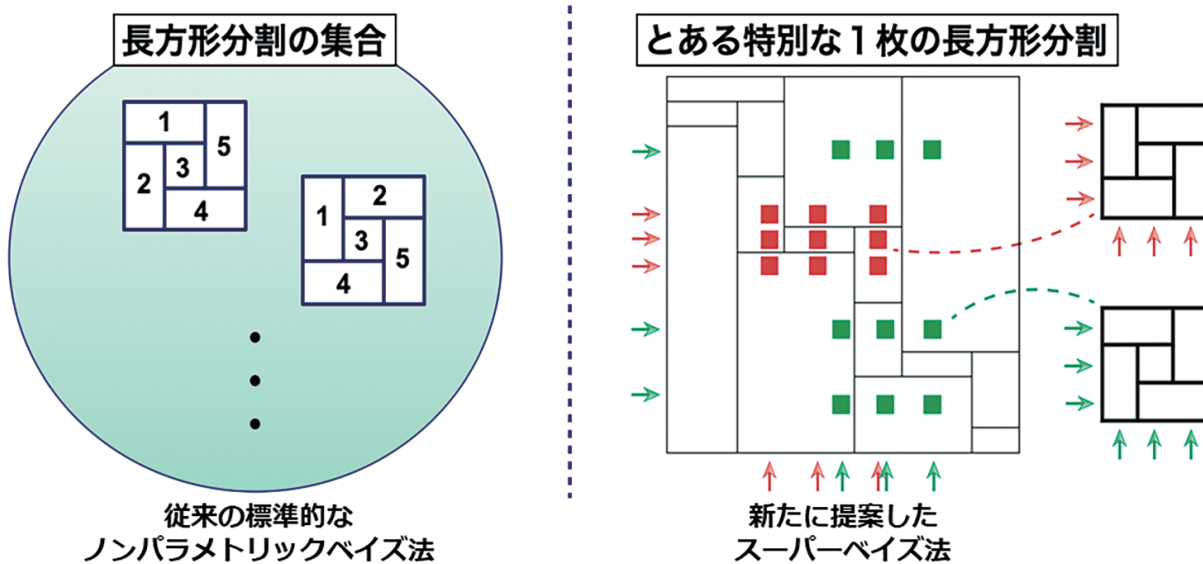 長方形分割の集合
1
5
3
2
4
2
1
3
5
4
従来の標準的な
ノンパラメトリックベイズ法
とある特別な1枚の長方形分割
新たに提案した
スーパーベイズ法